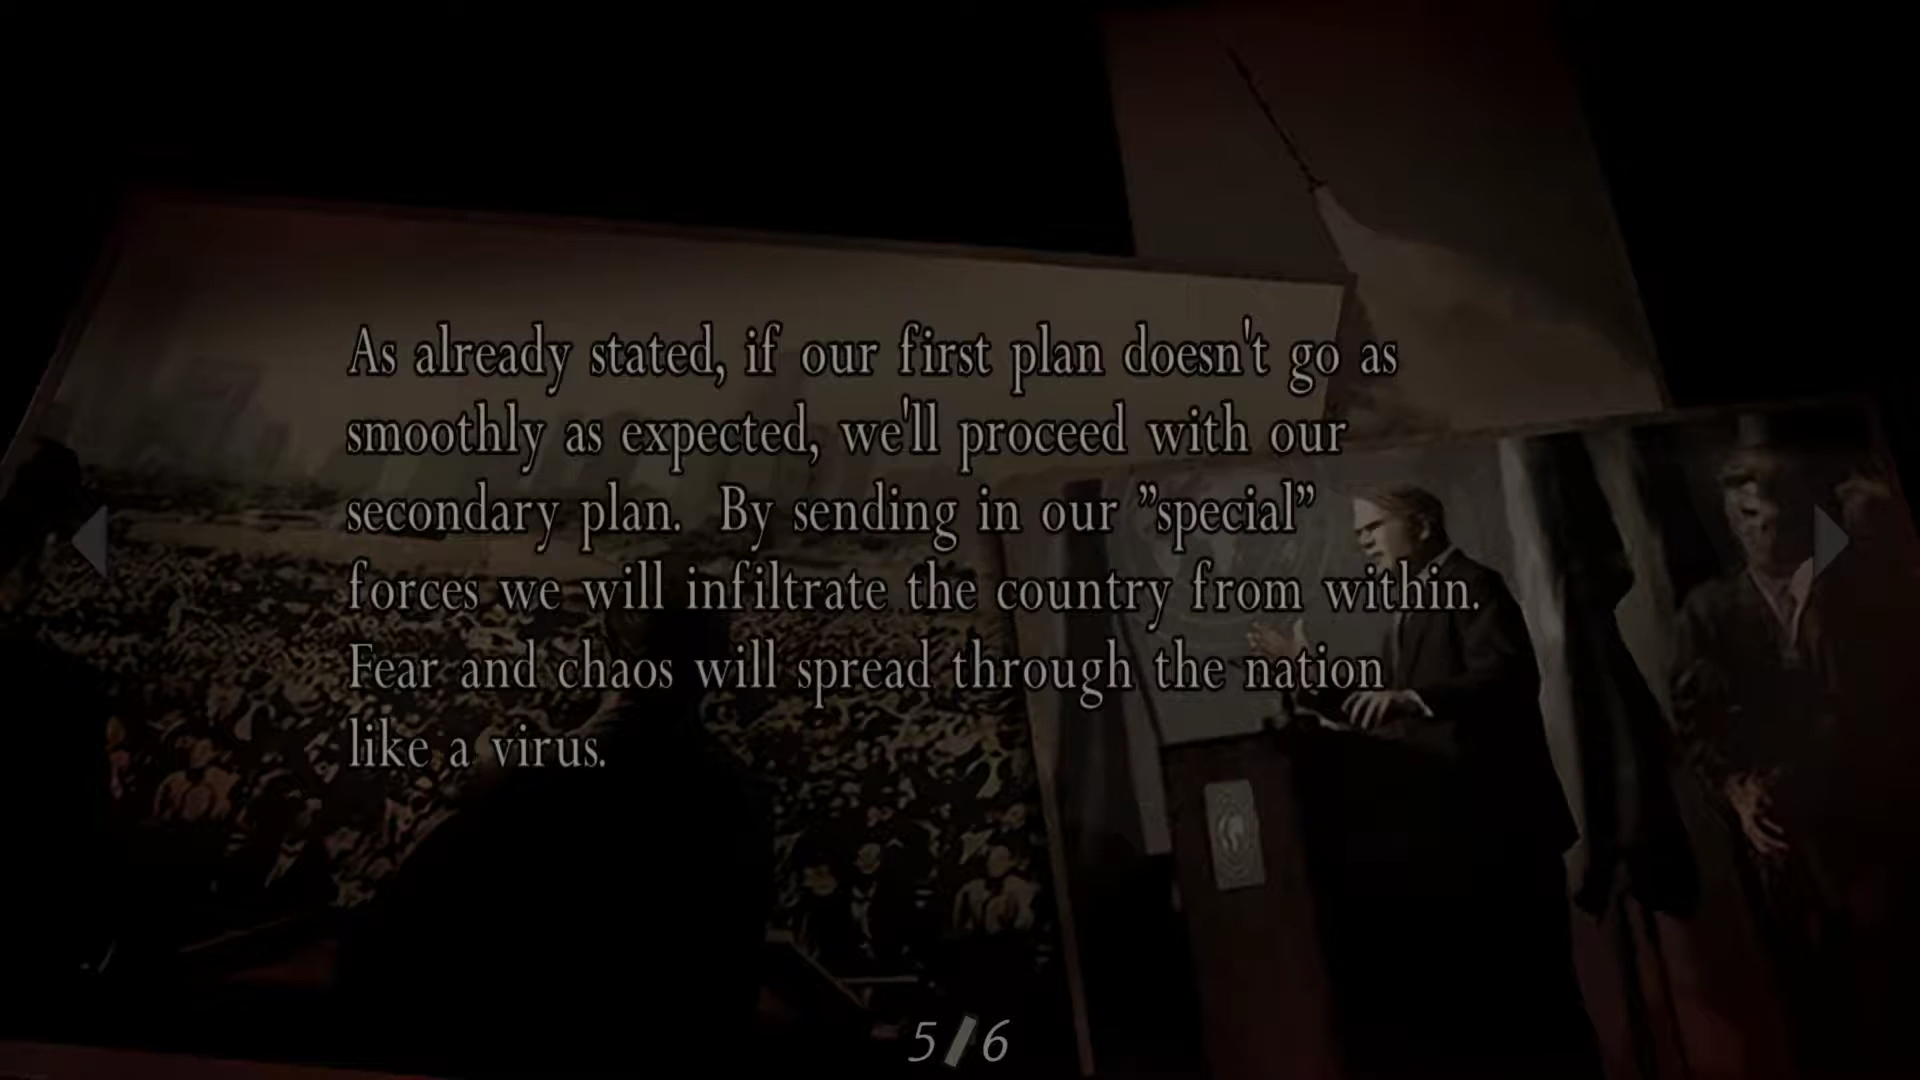 As already stated, if our first plan doesn't go as
smoothly as expected, we'll proceed with our
secondary plan. By sending in our ”special”
forces we will infiltrate the country from within.
Fear and chaos will spread through the nation
like a virus.
5/6